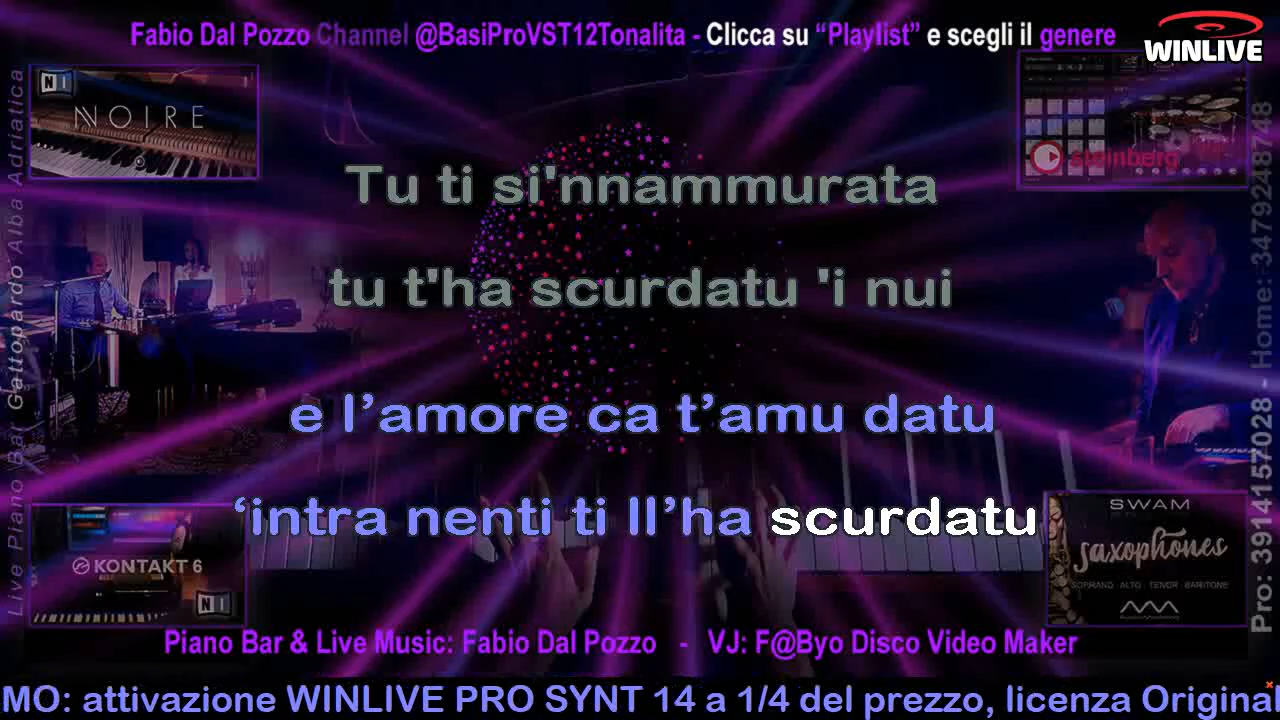 Fabio Dal Pozzo Channel @BasiProVST12Tonalita - Clicca su “Playlist” e scegli il genere
WINLIVE
NOIRE
steinberg
Tu ti si'nnammurata
tu t'ha scurdatu 'i nui
e l’amore ca t’amu datu
‘intra nenti ti ll’ha scurdatu
Live Piano Bar Gattopardo Alba Adriatica
Pro: 3914157028 - Home: 3479248748
KONTAKT 6
SWAM
saxophones
SOPRANO . ALTO . TENOR . BARITONE
Piano Bar & Live Music: Fabio Dal Pozzo - VJ: F@Byo Disco Video Maker
MO: attivazione WINLIVE PRO SYNT 14 a 1/4 del prezzo, licenza Original